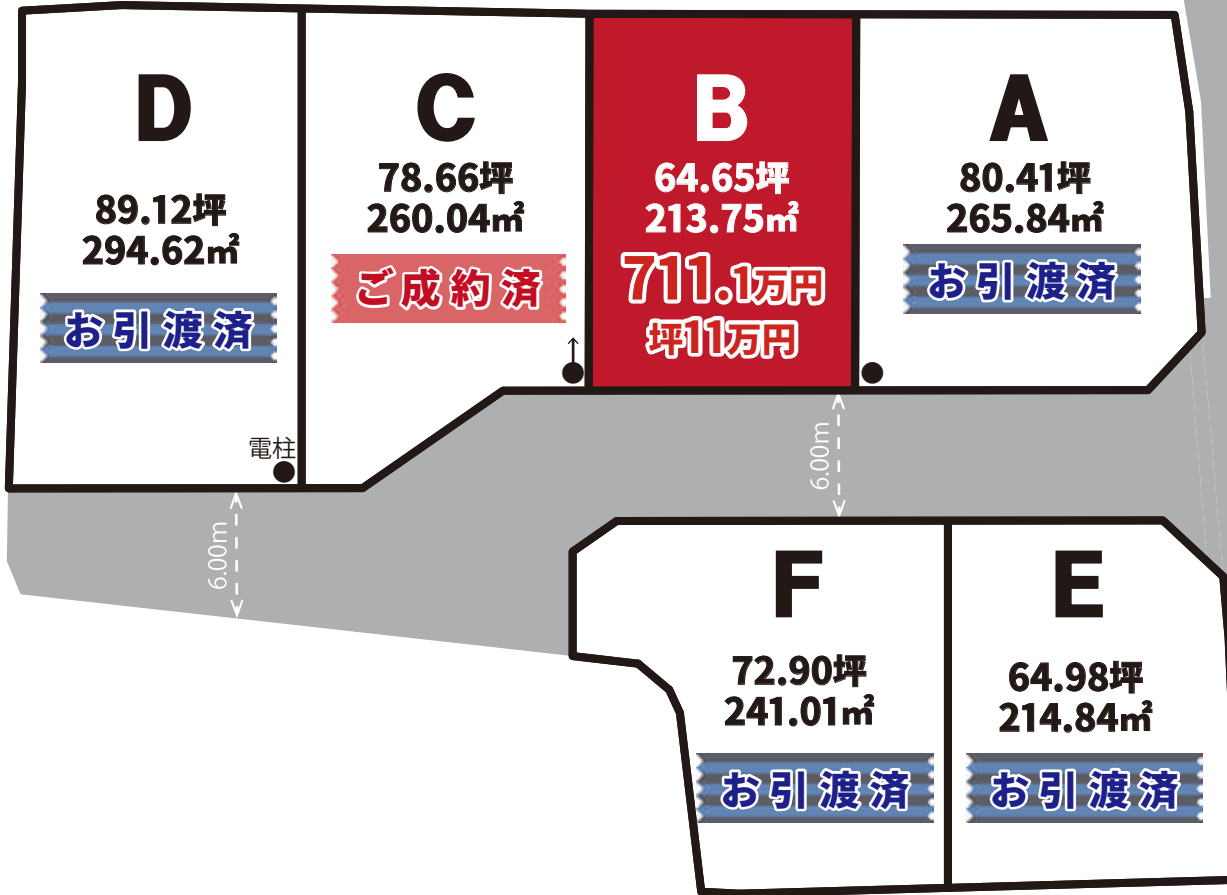 D
89.12坪
294.62㎡
お引渡済
電柱
C
78.66坪
260.04㎡
ご成約済
B
64.65坪
213.75㎡
711.1万円
坪11万円
A
80.41坪
265.84㎡
お引渡済
6.00m
6.00m
F
72.90坪
241.01㎡
お引渡済
E
64.98坪
214.84㎡
お引渡済